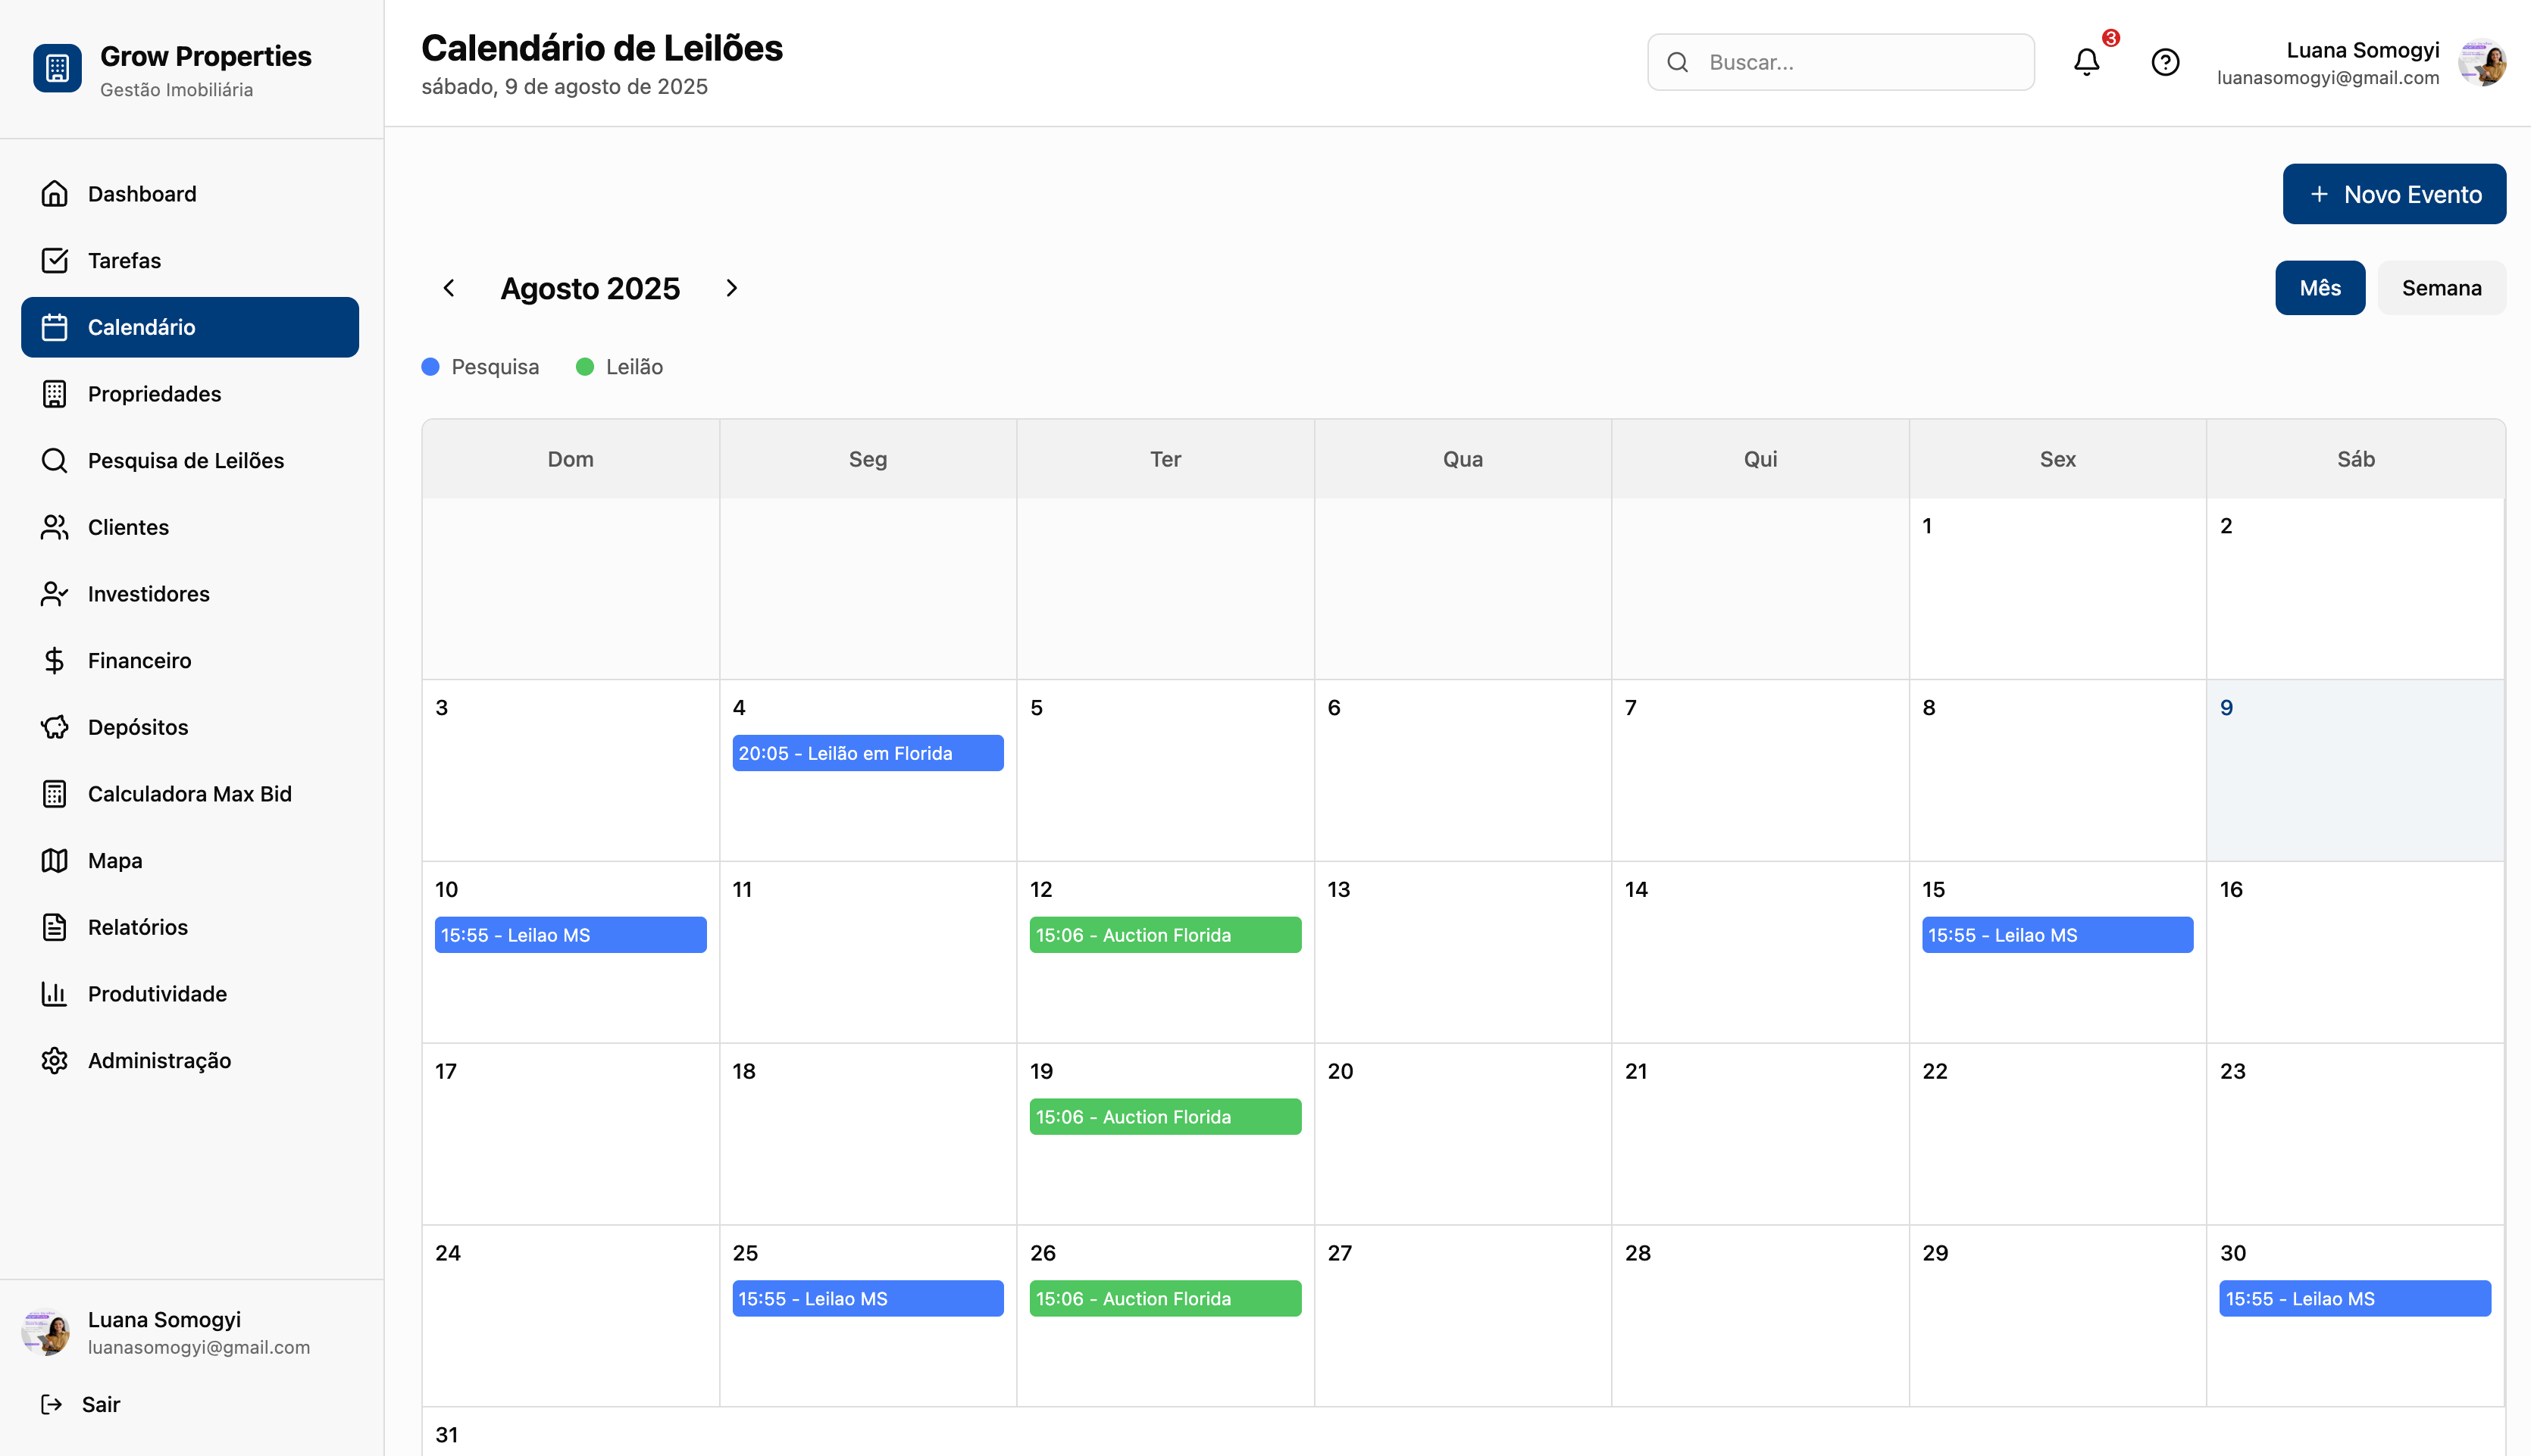 Grow Properties
Gestão Imobiliária
Dashboard
Tarefas
Calendário
Propriedades
Pesquisa de Leilões
Clientes
Investidores
Financeiro
Depósitos
Calculadora Max Bid
Mapa
Relatórios
Produtividade
Administração
Luana Somogyi
luanasomogyi@gmail.com
Sair
Calendário de Leilões
sábado, 9 de agosto de 2025
Buscar...
3
Luana Somogyi
luanasomogyi@gmail.com
+ Novo Evento
Agosto 2025
Mês Semana
Pesquisa Leilão
Dom Seg Ter Qua Qui Sex Sáb
1 2
3 4 5 6 7 8 9
20:05 - Leilão em Florida
10 11 12 13 14 15 16
15:55 - Leilao MS 15:06 - Auction Florida 15:55 - Leilao MS
17 18 19 20 21 22 23
15:06 - Auction Florida
24 25 26 27 28 29 30
15:55 - Leilao MS 15:06 - Auction Florida 15:55 - Leilao MS
31